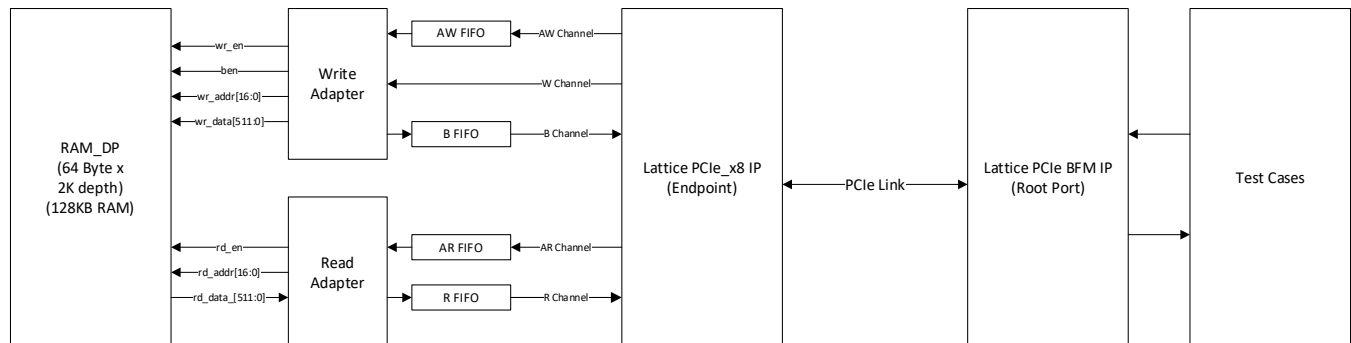 RAM_DP
(64 Byte x
2K depth)
(128KB RAM)
wr_en
ben
wr_addr[16:0]
wr_data[511:0]
rd_en
rd_addr[16:0]
rd_data_[511:0]
Write
Adapter
Read
Adapter
AW FIFO
B FIFO
AR FIFO
R FIFO
AW Channel
W Channel
B Channel
AR Channel
R Channel
Lattice PCIe_x8 IP
(Endpoint)
PCIe Link
Lattice PCIe BFM IP
(Root Port)
Test Cases